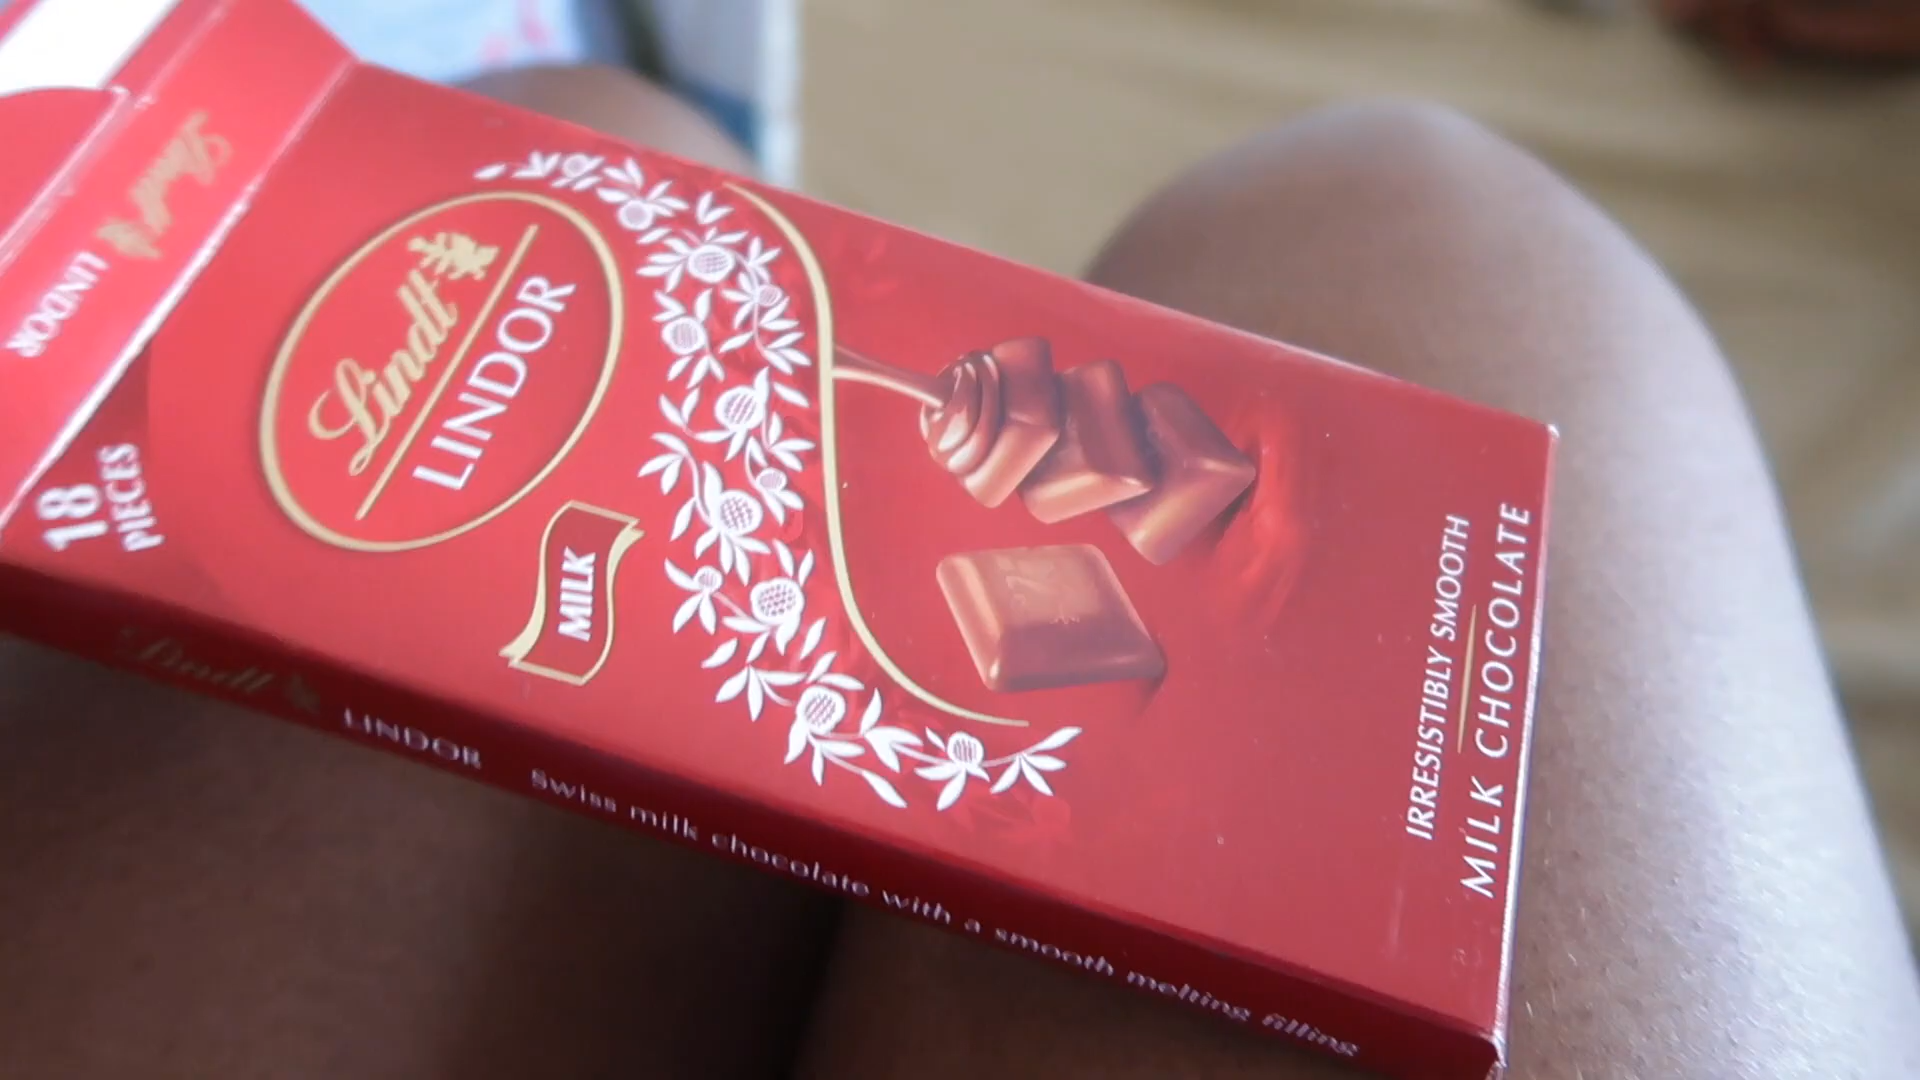 Lindt
LINDOR
18
PIECES
Lindt
LINDOR
MILK
IRRESISTIBLY SMOOTH
MILK CHOCOLATE
Lindt LINDOR Swiss milk chocolate with a smooth melting filling